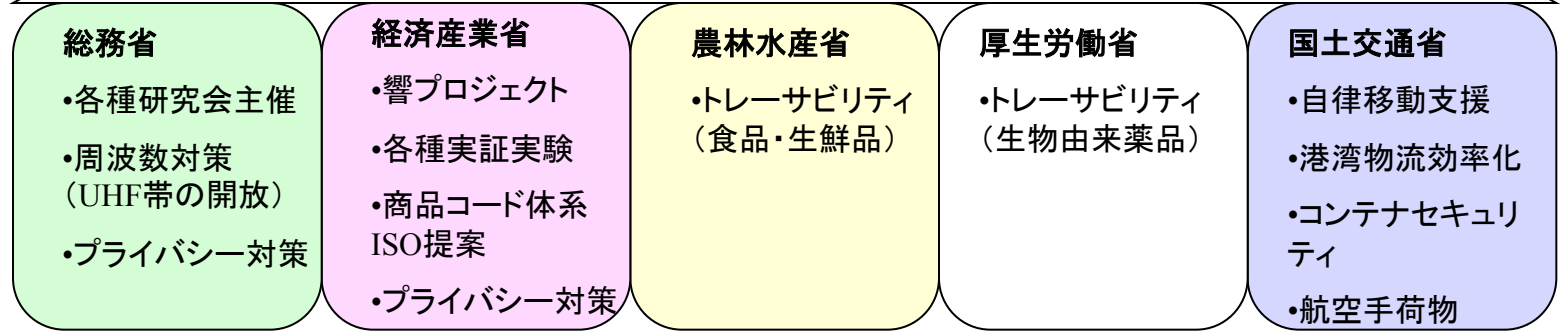 総務省
•各種研究会主催
•周波数対策
（UHF帯の開放）
•プライバシー対策
経済産業省
•響プロジェクト
•各種実証実験
•商品コード体系
ISO提案
•プライバシー対策
農林水産省
•トレーサビリティ
（食品・生鮮品）
厚生労働省
•トレーサビリティ
（生物由来薬品）
国土交通省
•自律移動支援
•港湾物流効率化
•コンテナセキュリ
ティ
•航空手荷物